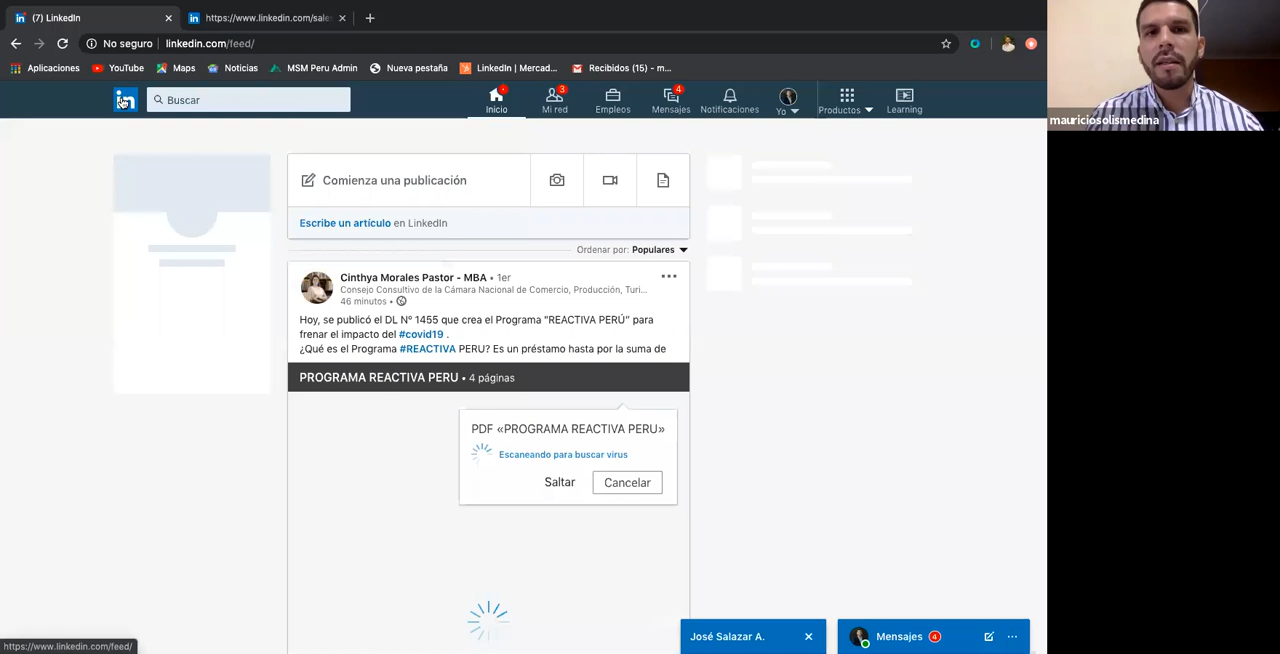 (7) LinkedIn
https://www.linkedin.com/sale
No seguro
linkedin.com/feed/
Aplicaciones
YouTube
Maps
Noticias
MSM Peru Admin
Nueva pestaña
LinkedIn | Mercad...
Recibidos (15) - m...
in
Buscar
Inicio
3
Mi red
Empleos
4
Mensajes
Notificaciones
Yo
Productos
Learning
mauriciosolismedina
Comienza una publicación
Escribe un artículo en LinkedIn
Ordenar por: Populares
Cinthya Morales Pastor - MBA • 1er
Consejo Consultivo de la Cámara Nacional de Comercio, Producción, Turi...
46 minutos •
Hoy, se publicó el DL Nº 1455 que crea el Programa "REACTIVA PERÚ" para
frenar el impacto del #covid19 .
¿Qué es el Programa #REACTIVA PERU? Es un préstamo hasta por la suma de
PROGRAMA REACTIVA PERU • 4 páginas
PDF «PROGRAMA REACTIVA PERU»
Escaneando para buscar virus
Saltar
Cancelar
José Salazar A.
Mensajes 4
https://www.linkedin.com/feed/